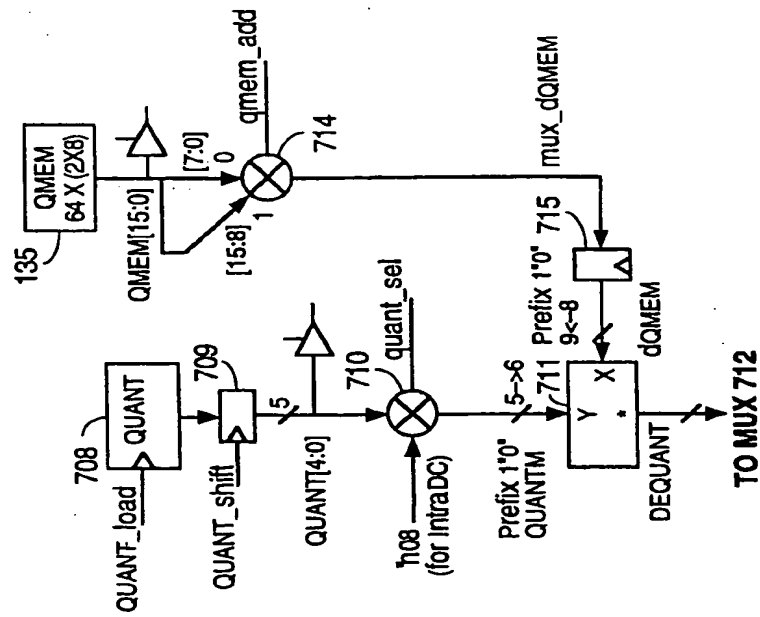 QMEM
64 X (2X8)
135
QMEM[15:0]
[7:0]
0
qmem_add
[15:8]
1
714
mux_dQMEM
708
QUANT
QUANT_load
709
QUANT_shift
5
QUANT[4:0]
710
quant_sel
'h08
(for IntraDC)
715
Prefix 1"0"
9<--8
dQMEM
Prefix 1"0"
QUANTM
5->6
711
Y
X
*
DEQUANT
TO MUX 712